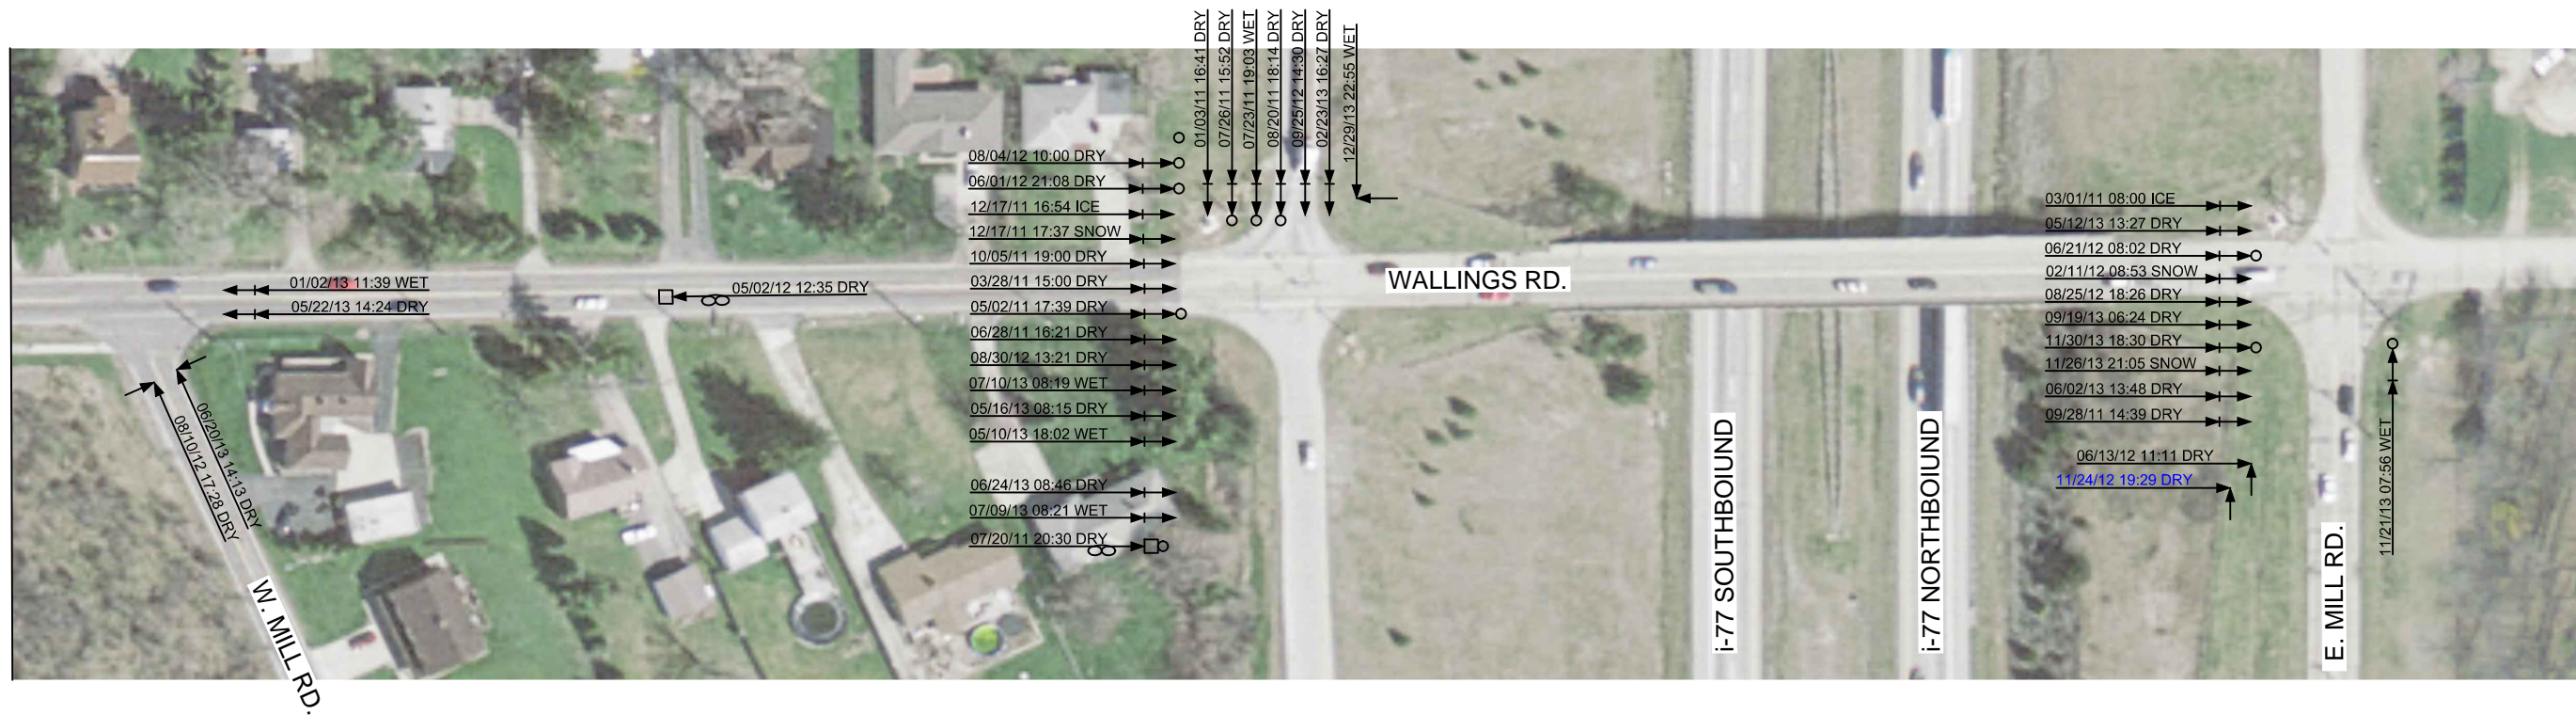 01/03/11 16:41 DRY
07/26/11 15:52 DRY
07/23/11 19:03 WET
08/20/11 18:14 DRY
09/25/12 14:30 DRY
02/23/13 16:27 DRY
12/29/13 22:55 WET
01/02/13 11:39 WET
05/22/13 14:24 DRY
05/02/12 12:35 DRY
08/04/12 10:00 DRY
06/01/12 21:08 DRY
12/17/11 16:54 ICE
12/17/11 17:37 SNOW
10/05/11 19:00 DRY
03/28/11 15:00 DRY
05/02/11 17:39 DRY
06/28/11 16:21 DRY
08/30/12 13:21 DRY
07/10/13 08:19 WET
05/16/13 08:15 DRY
05/10/13 18:02 WET
06/24/13 08:46 DRY
07/09/13 08:21 WET
07/20/11 20:30 DRY
WALLINGS RD.
03/01/11 08:00 ICE
05/12/13 13:27 DRY
06/21/12 08:02 DRY
02/11/12 08:53 SNOW
08/25/12 18:26 DRY
09/19/13 06:24 DRY
11/30/13 18:30 DRY
11/26/13 21:05 SNOW
06/02/13 13:48 DRY
09/28/11 14:39 DRY
06/13/12 11:11 DRY
11/24/12 19:29 DRY
06/20/13 14:13 DRY
08/10/12 17:28 DRY
W. MILL RD.
i-77 SOUTHBOIUND
i-77 NORTHBOIUND
E. MILL RD.
11/21/13 07:56 WET